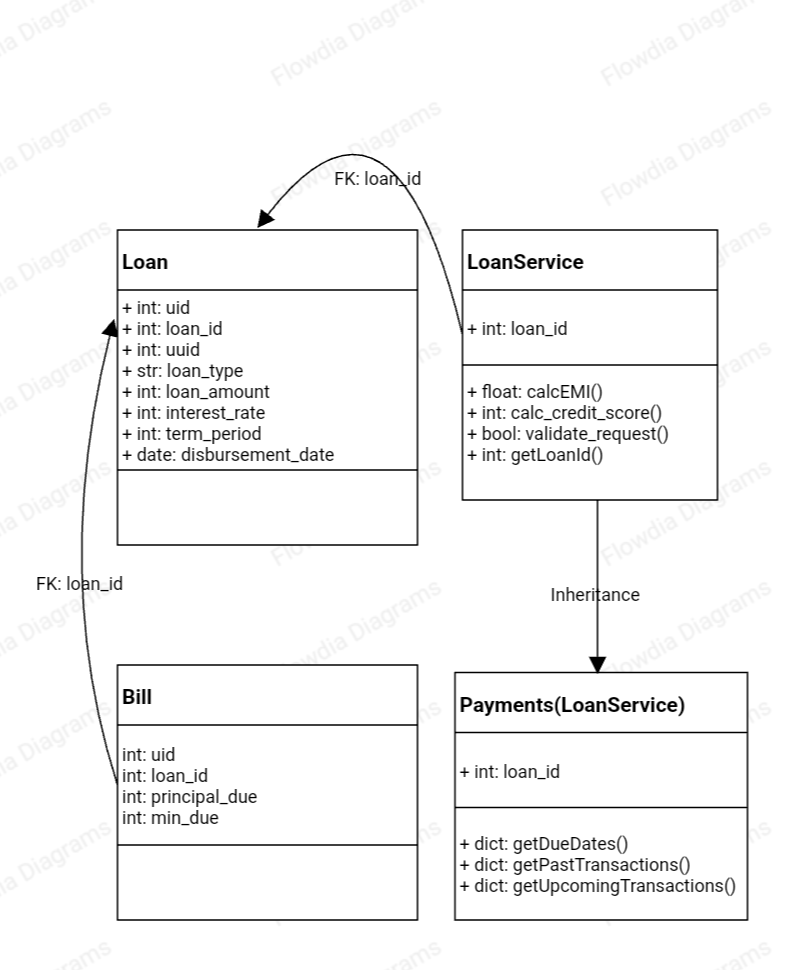 FK: loan_id
Loan
+ int: uid
+ int: loan_id
+ int: uuid
+ str: loan_type
+ int: loan_amount
+ int: interest_rate
+ int: term_period
+ date: disbursement_date
LoanService
+ int: loan_id
+ float: calcEMI()
+ int: calc_credit_score()
+ bool: validate_request()
+ int: getLoanId()
FK: loan_id
Inheritance
Bill
int: uid
int: loan_id
int: principal_due
int: min_due
Payments(LoanService)
+ int: loan_id
+ dict: getDueDates()
+ dict: getPastTransactions()
+ dict: getUpcomingTransactions()
Flowdia Diagrams